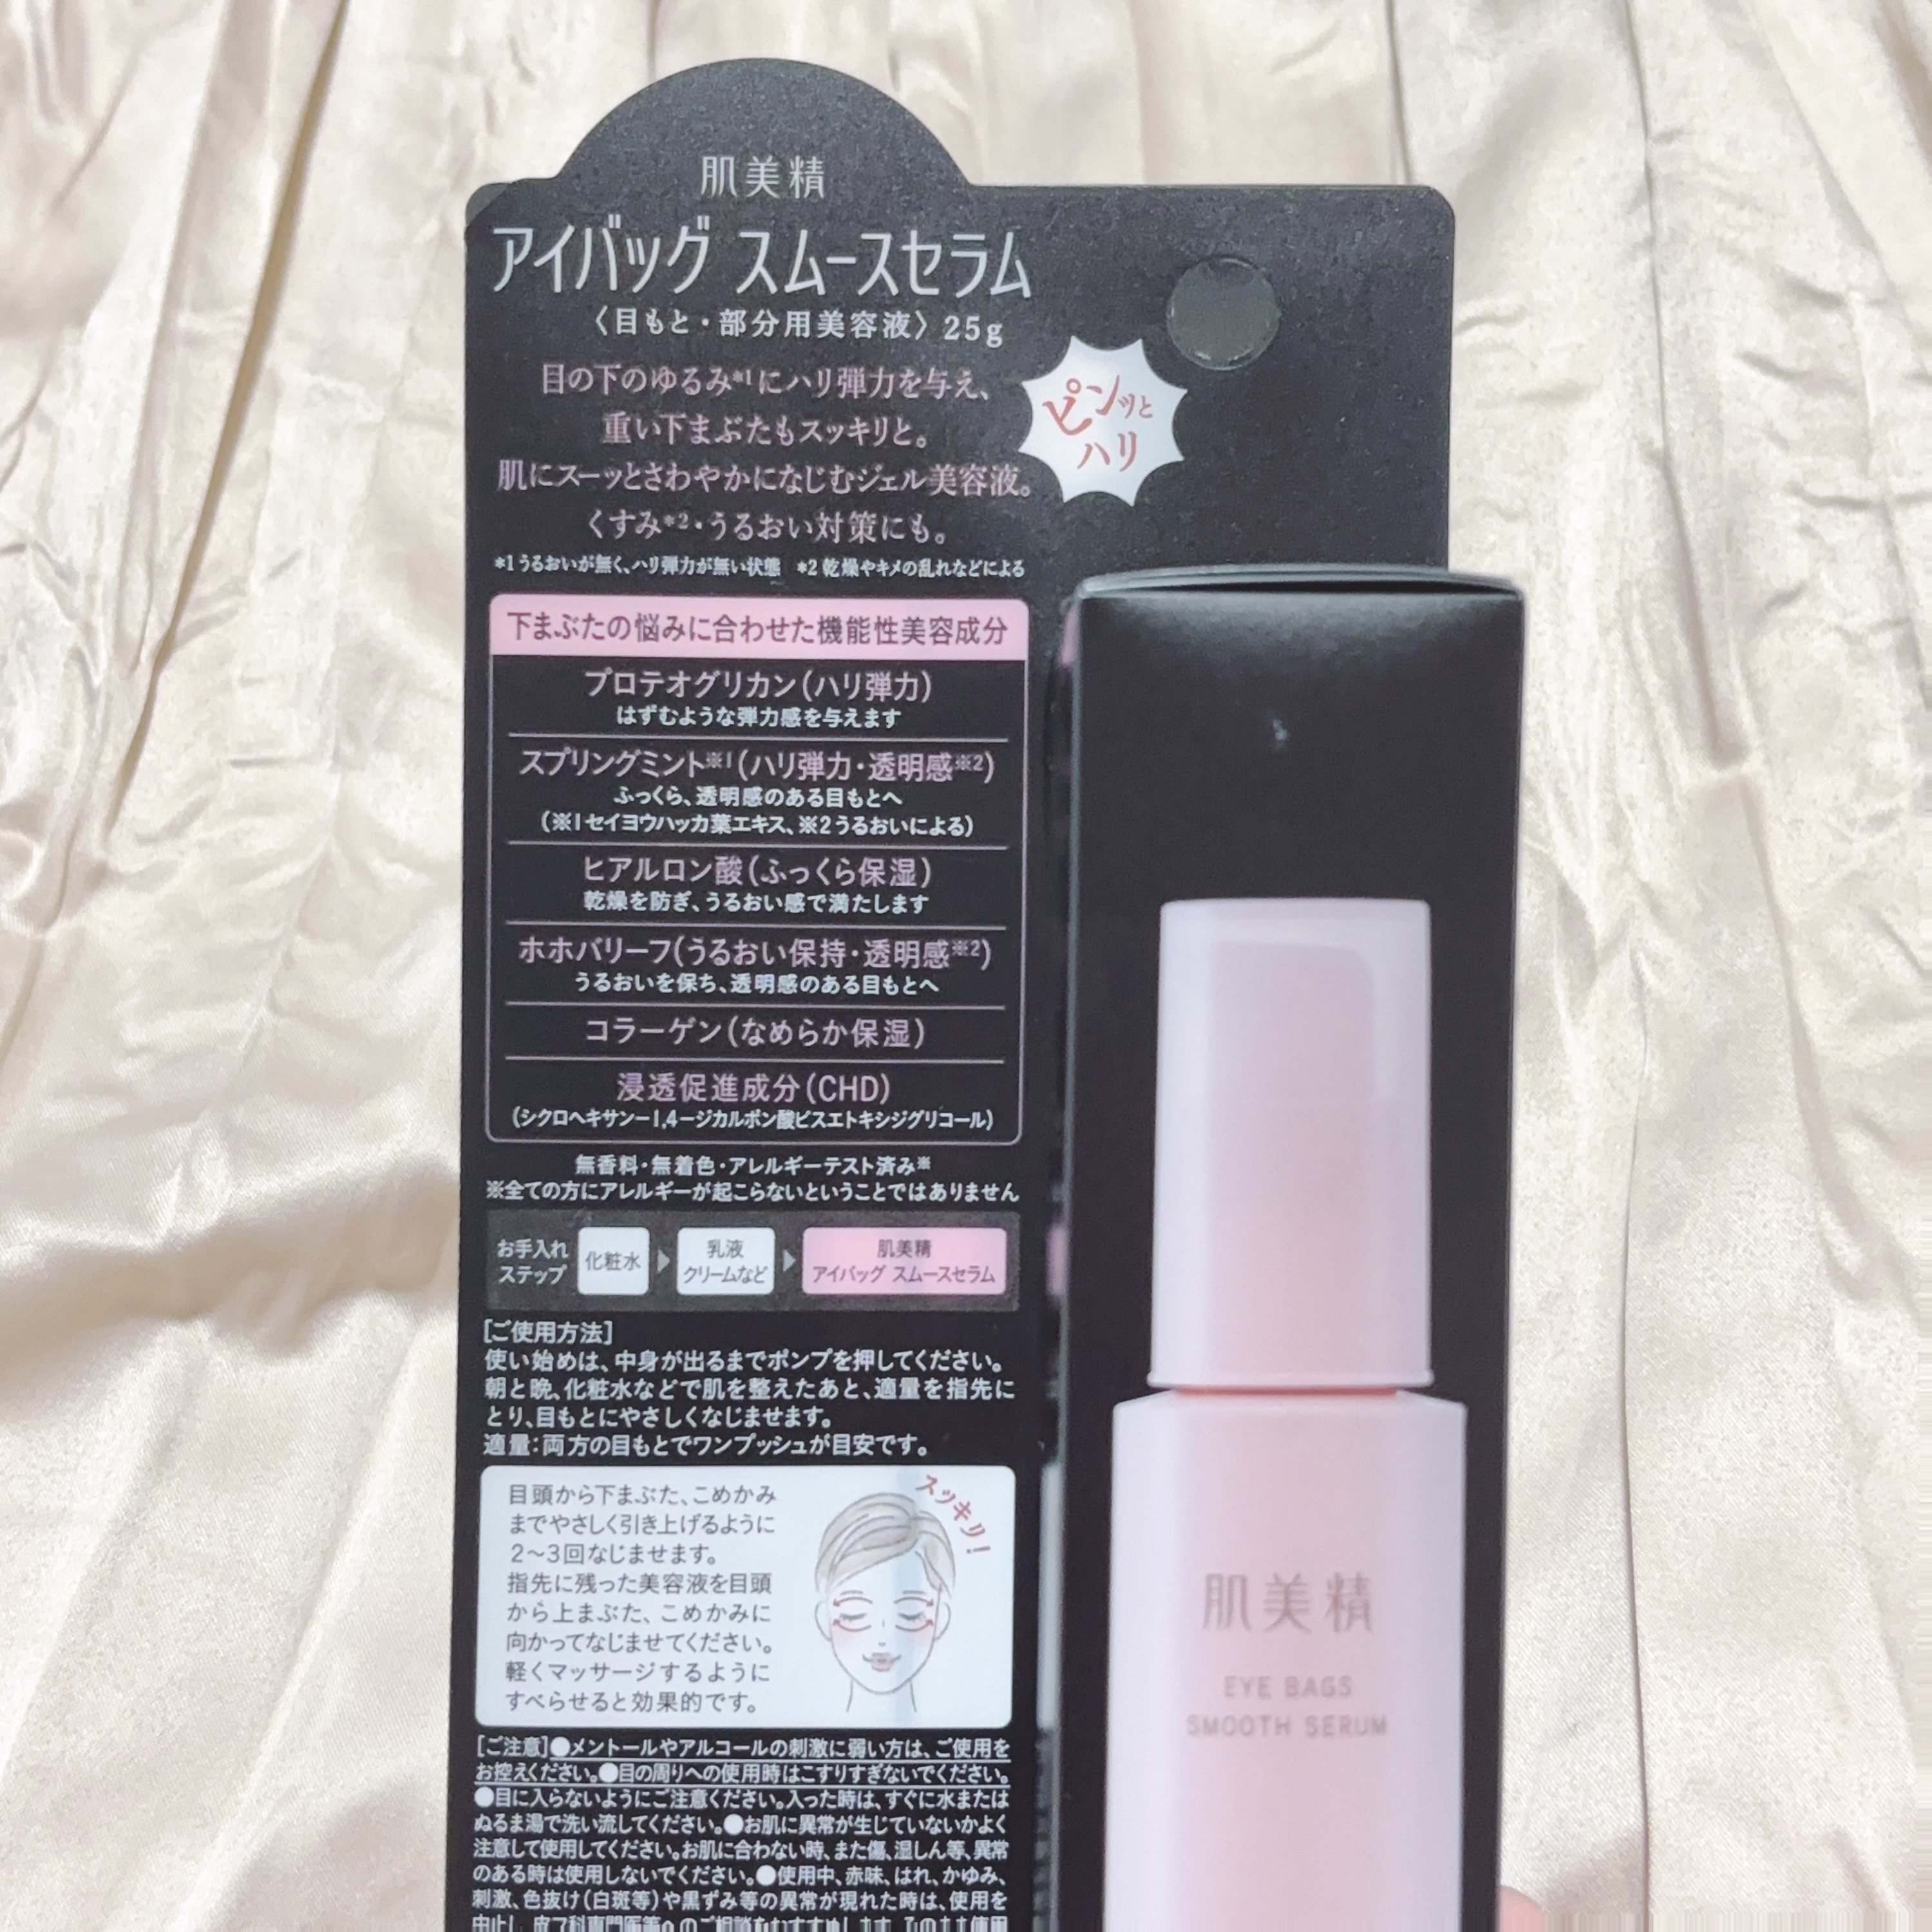 肌美精
アイバッグ スムースセラム
〈目もと・部分用美容液〉25g
目の下のゆるみ*1にハリ弾力を与え、
重い下まぶたもスッキリと。
肌にスーッとさわやかになじむジェル美容液。
くすみ*2・うるおい対策にも。
*1うるおいが無く、ハリ弾力が無い状態 *2 乾燥やキメの乱れなどによる
ピンッと
ハリ
下まぶたの悩みに合わせた機能性美容成分
プロテオグリカン(ハリ弾力)
はずむような弾力感を与えます
スプリングミント※1(ハリ弾力・透明感※2)
ふっくら、透明感のある目もとへ
(※1セイヨウハッカ葉エキス、※2うるおいによる)
ヒアルロン酸(ふっくら保湿)
乾燥を防ぎ、うるおい感で満たします
ホホバリーフ(うるおい保持・透明感※2)
うるおいを保ち、透明感のある目もとへ
コラーゲン(なめらか保湿)
浸透促進成分(CHD)
(シクロヘキサン−1,4−ジカルボン酸ビスエトキシジグリコール)
無香料・無着色・アレルギーテスト済み※
※全ての方にアレルギーが起こらないということではありません
お手入れ
ステップ
化粧水
乳液
クリームなど
肌美精
アイバッグ スムースセラム
[ご使用方法]
使い始めは、中身が出るまでポンプを押してください。
朝と晩、化粧水などで肌を整えたあと、適量を指先に
とり、目もとにやさしくなじませます。
適量：両方の目もとでワンプッシュが目安です。
目頭から下まぶた、こめかみ
までやさしく引き上げるように
2〜3回なじませます。
指先に残った美容液を目頭
から上まぶた、こめかみに
向かってなじませてください。
軽くマッサージするように
すべらせると効果的です。
スッキリ!
[ご注意]●メントールやアルコールの刺激に弱い方は、ご使用を
お控えください。●目の周りへの使用時はこすりすぎないでください。
●目に入らないようにご注意ください。入った時は、すぐに水または
ぬるま湯で洗い流してください。●お肌に異常が生じていないかよく
注意して使用してください。お肌に合わない時、また傷、湿しん等、異常
のある時は使用しないでください。●使用中、赤味、はれ、かゆみ、
刺激、色抜け(白斑等)や黒ずみ等の異常が現れた時は、使用を
中止し、皮フ科専門医等へのご相談をおすすめします。そのまま使用
肌美精
EYE BAGS
SMOOTH SERUM